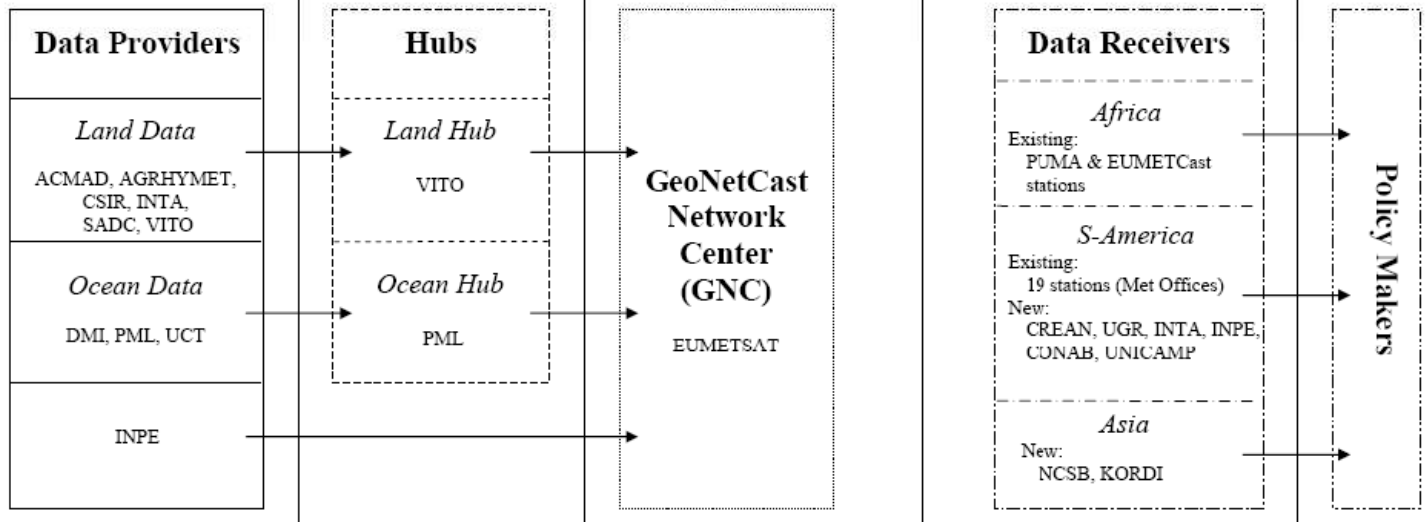 Data Providers
Land Data
ACMAD, AGRHYMET,
CSIR, INTA,
SADC, VITO
Ocean Data
DMI, PML, UCT
INPE
Hubs
Land Hub
VITO
Ocean Hub
PML
GeoNetCast
Network
Center
(GNC)
EUMETSAT
Data Receivers
Africa
Existing:
PUMA & EUMETCast
stations
S-America
Existing:
19 stations (Met Offices)
New:
CREAN, UGR, INTA, INPE,
CONAB, UNICAMP
Asia
New:
NCSB, KORDI
Policy Makers